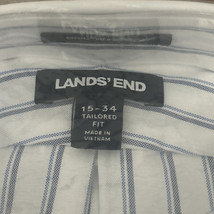 LANDS' END
15-34
TAILORED
FIT
MADE IN
VIETNAM